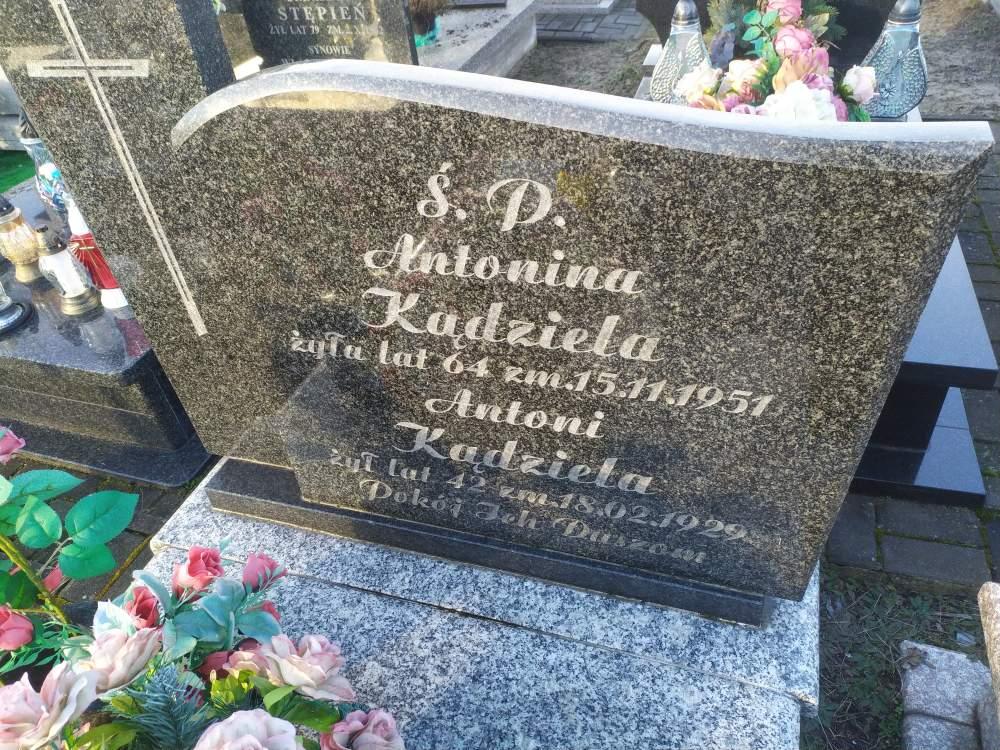 STĘPIEŃ
SYNOWIE
Ś. P.
Antonina
Kądziela
żyła lat 64 zm.15.11.1951
Antoni
Kądziela
żył lat 42 zm.18.02.1929
Pokój Ich Duszom